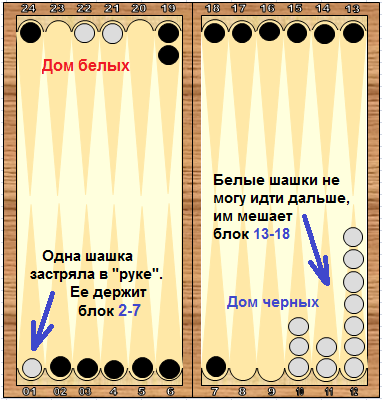 24 23 22 21 20 19 18 17 16 15 14 13
Дом белых
Белые шашки не
могу идти дальше,
им мешает
блок 13-18
Одна шашка
застряла в "руке".
Ее держит
блок 2-7
Дом черных
01 02 03 4 5 6 7 8 9 10 11 12